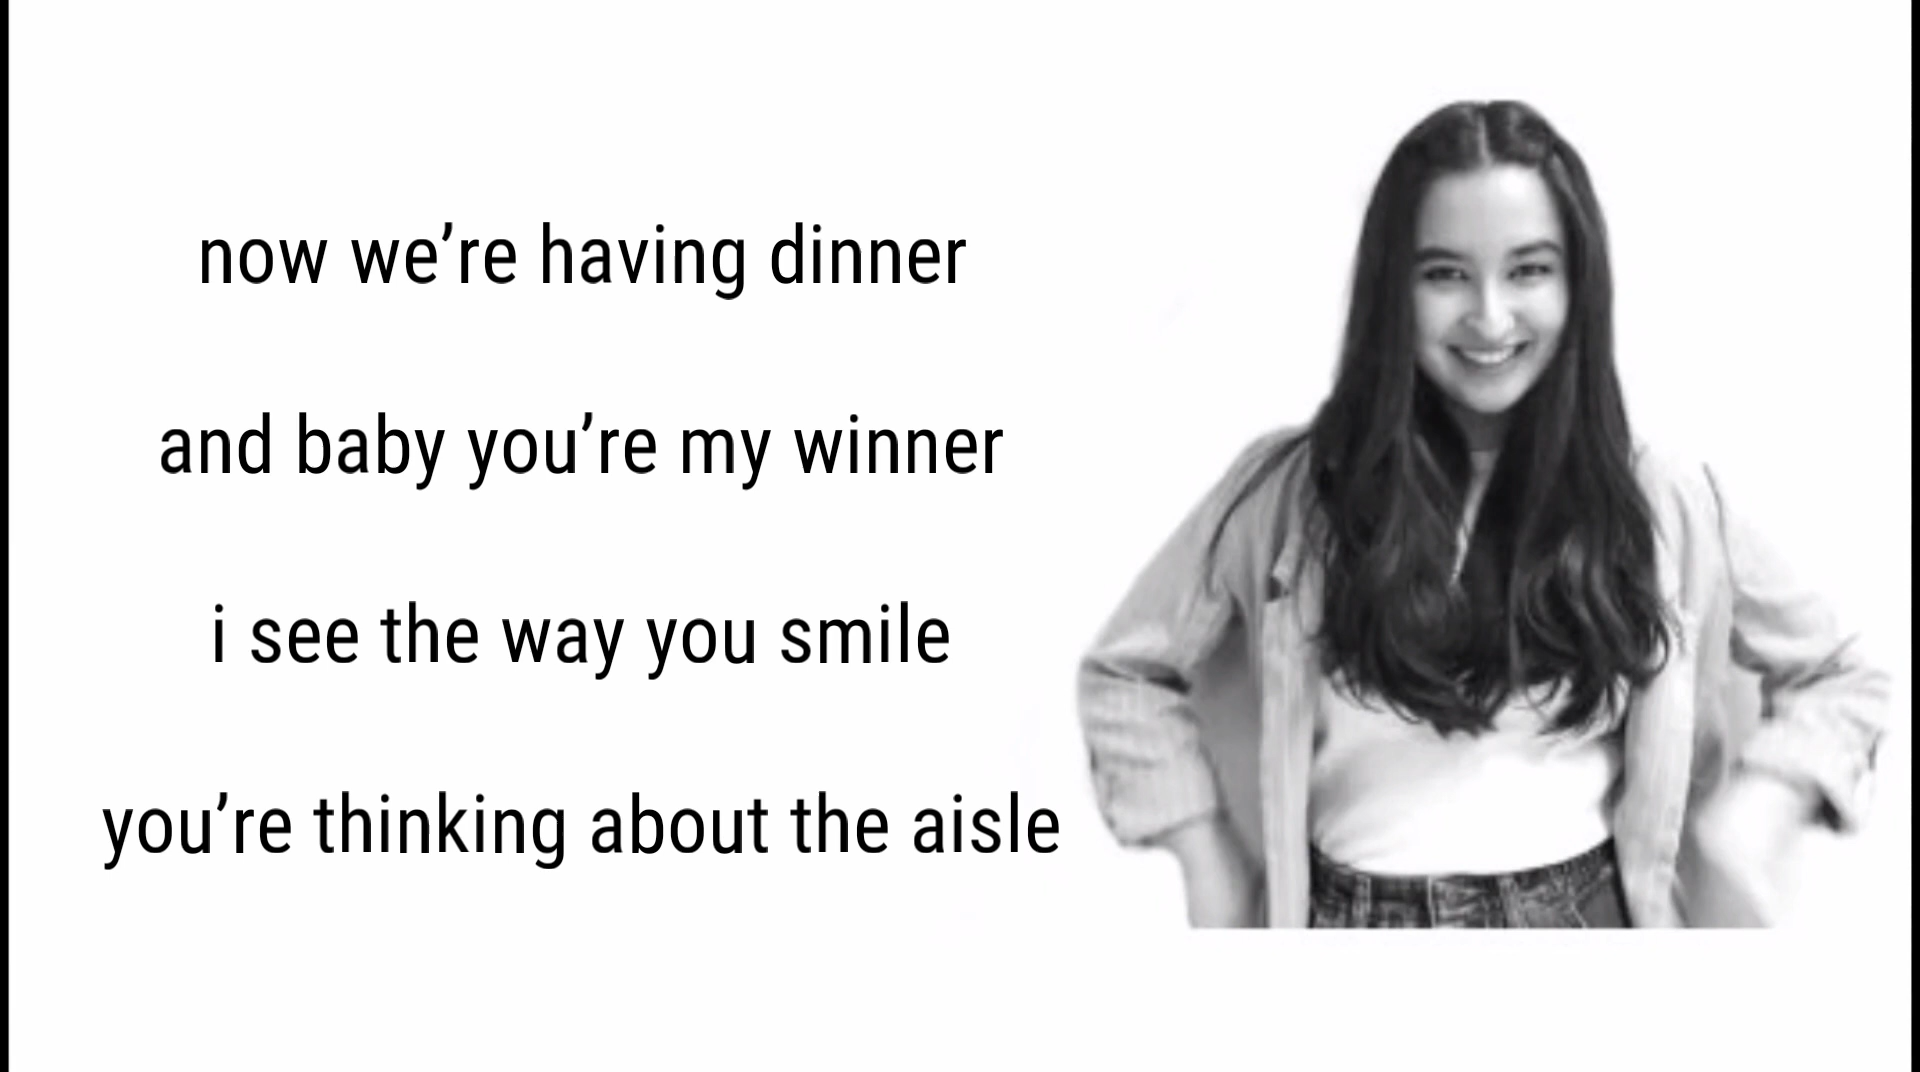 now we’re having dinner
and baby you’re my winner
i see the way you smile
you’re thinking about the aisle